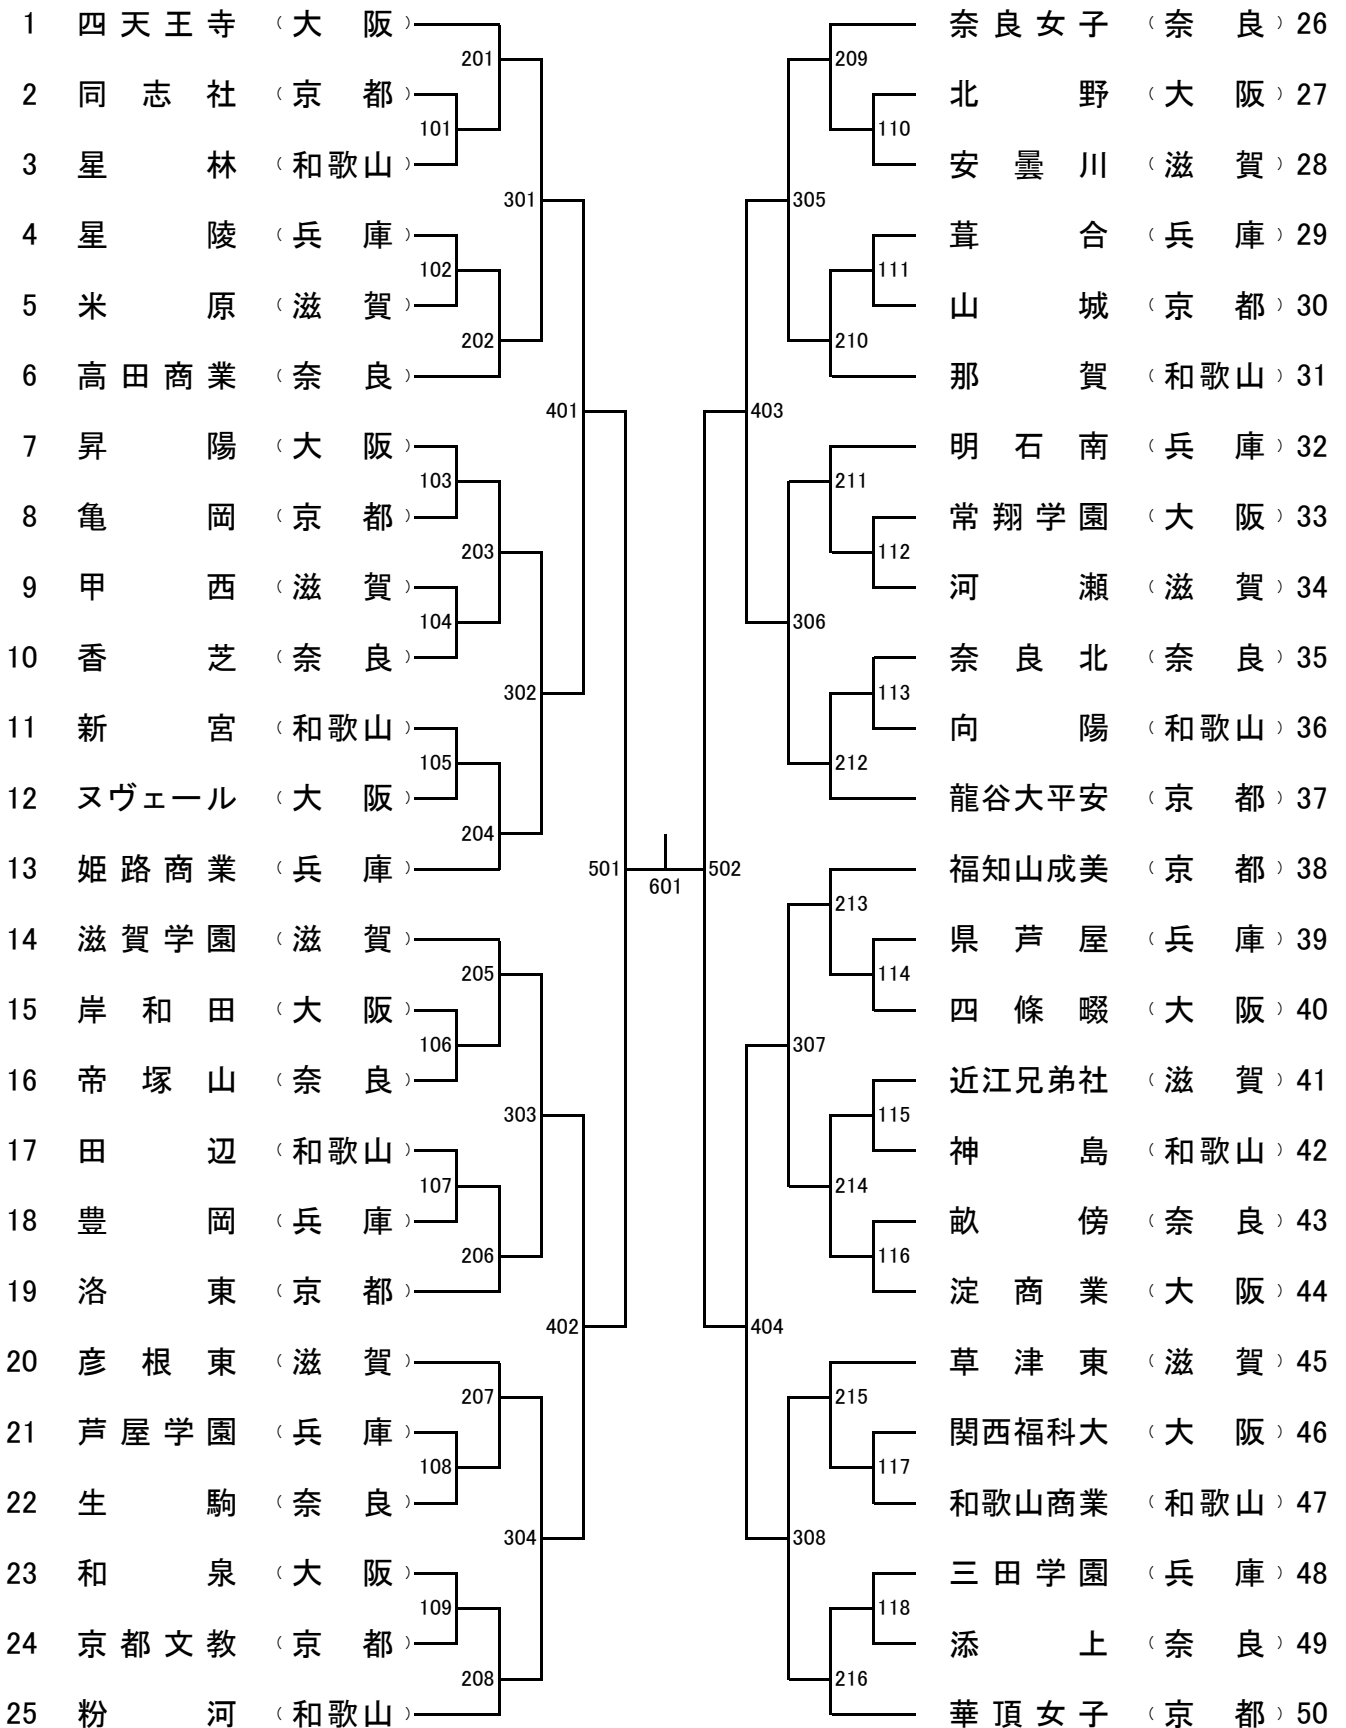 1 四天王寺 （大阪）
201
2 同志社 （京都）
101
3 星林 （和歌山）
301
4 星陵 （兵庫）
102
5 米原 （滋賀）
202
6 高田商業 （奈良）
401
7 昇陽 （大阪）
103
8 亀岡 （京都）
203
9 甲西 （滋賀）
104
10 香芝 （奈良）
302
11 新宮 （和歌山）
105
12 ヌヴェール （大阪）
204
13 姫路商業 （兵庫）
501
14 滋賀学園 （滋賀）
205
15 岸和田 （大阪）
106
16 帝塚山 （奈良）
303
17 田辺 （和歌山）
107
18 豊岡 （兵庫）
206
19 洛東 （京都）
402
20 彦根東 （滋賀）
207
21 芦屋学園 （兵庫）
108
22 生駒 （奈良）
304
23 和泉 （大阪）
109
24 京都文教 （京都）
208
25 粉河 （和歌山）
601
奈良女子 （奈良） 26
209
北野 （大阪） 27
110
安曇川 （滋賀） 28
305
葺合 （兵庫） 29
111
山城 （京都） 30
210
那賀 （和歌山） 31
403
明石南 （兵庫） 32
211
常翔学園 （大阪） 33
112
河瀬 （滋賀） 34
306
奈良北 （奈良） 35
113
向陽 （和歌山） 36
212
龍谷大平安 （京都） 37
502
福知山成美 （京都） 38
213
県芦屋 （兵庫） 39
114
四條畷 （大阪） 40
307
近江兄弟社 （滋賀） 41
115
神島 （和歌山） 42
214
畝傍 （奈良） 43
116
淀商業 （大阪） 44
404
草津東 （滋賀） 45
215
関西福科大 （大阪） 46
117
和歌山商業 （和歌山） 47
308
三田学園 （兵庫） 48
118
添上 （奈良） 49
216
華頂女子 （京都） 50